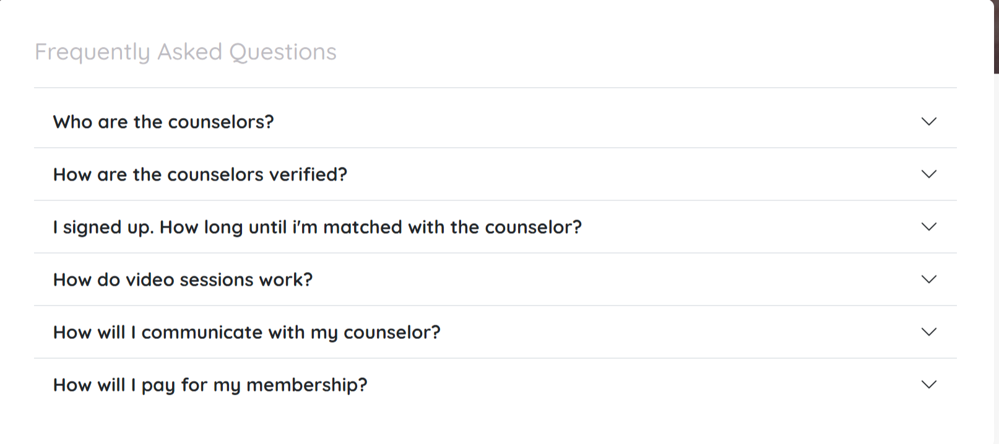 Frequently Asked Questions
Who are the counselors?
How are the counselors verified?
I signed up. How long until i'm matched with the counselor?
How do video sessions work?
How will I communicate with my counselor?
How will I pay for my membership?